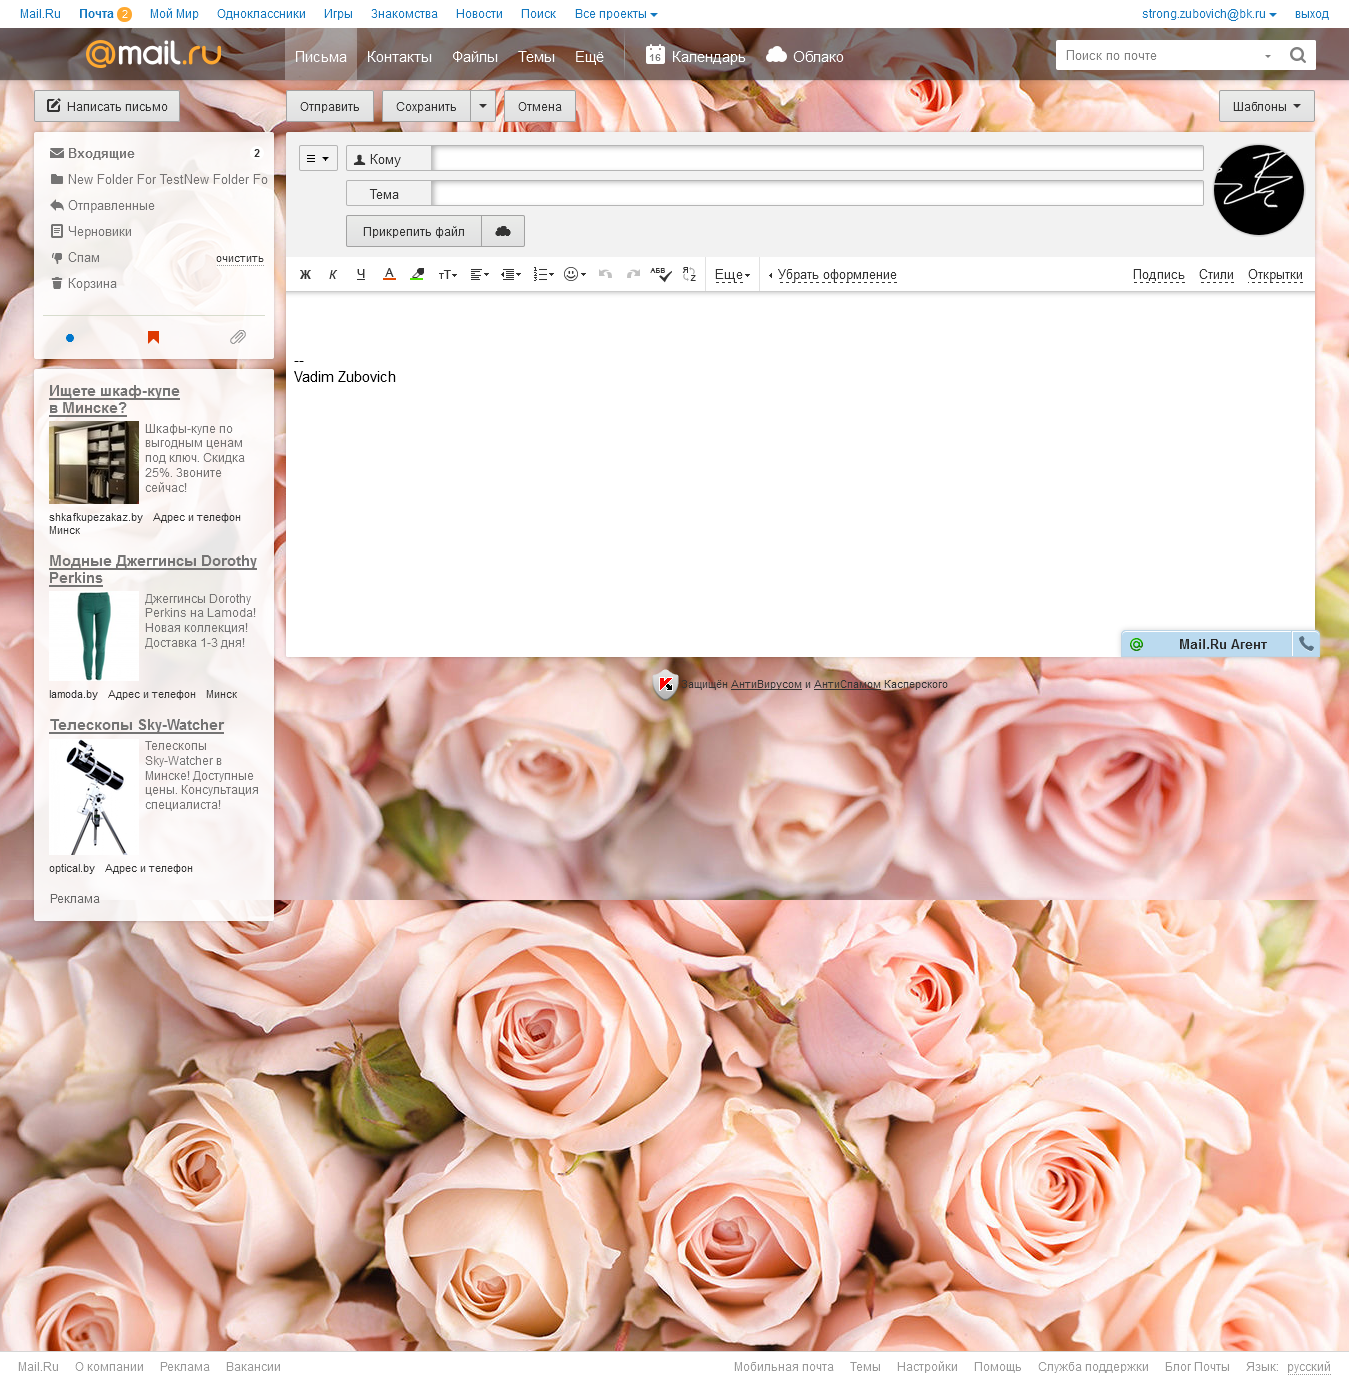 Mail.Ru Почта 2 Мой Мир Одноклассники Игры Знакомства Новости Поиск Все проекты strong.zubovich@bk.ru выход
@mail.ru Письма Контакты Файлы Темы Ещё 16 Календарь Облако Поиск по почте
Написать письмо Отправить Сохранить Отмена Шаблоны
Входящие 2
New Folder For TestNew Folder Fo
Отправленные
Черновики
Спам очистить
Корзина
Кому
Тема
Прикрепить файл
Ж К Ч А тТ АБВ Еще Убрать оформление Подпись Стили Открытки
--
Vadim Zubovich
Ищете шкаф-купе
в Минске?
Шкафы-купе по
выгодным ценам
под ключ. Скидка
25%. Звоните
сейчас!
shkafkupezakaz.by Адрес и телефон
Минск
Модные Джеггинсы Dorothy
Perkins
Джеггинсы Dorothy
Perkins на Lamoda!
Новая коллекция!
Доставка 1-3 дня!
lamoda.by Адрес и телефон Минск
Телескопы Sky-Watcher
Телескопы
Sky-Watcher в
Минске! Доступные
цены. Консультация
специалиста!
optical.by Адрес и телефон
Реклама
Mail.Ru Агент
Защищён АнтиВирусом и АнтиСпамом Касперского
Mail.Ru О компании Реклама Вакансии Мобильная почта Темы Настройки Помощь Служба поддержки Блог Почты Язык: русский